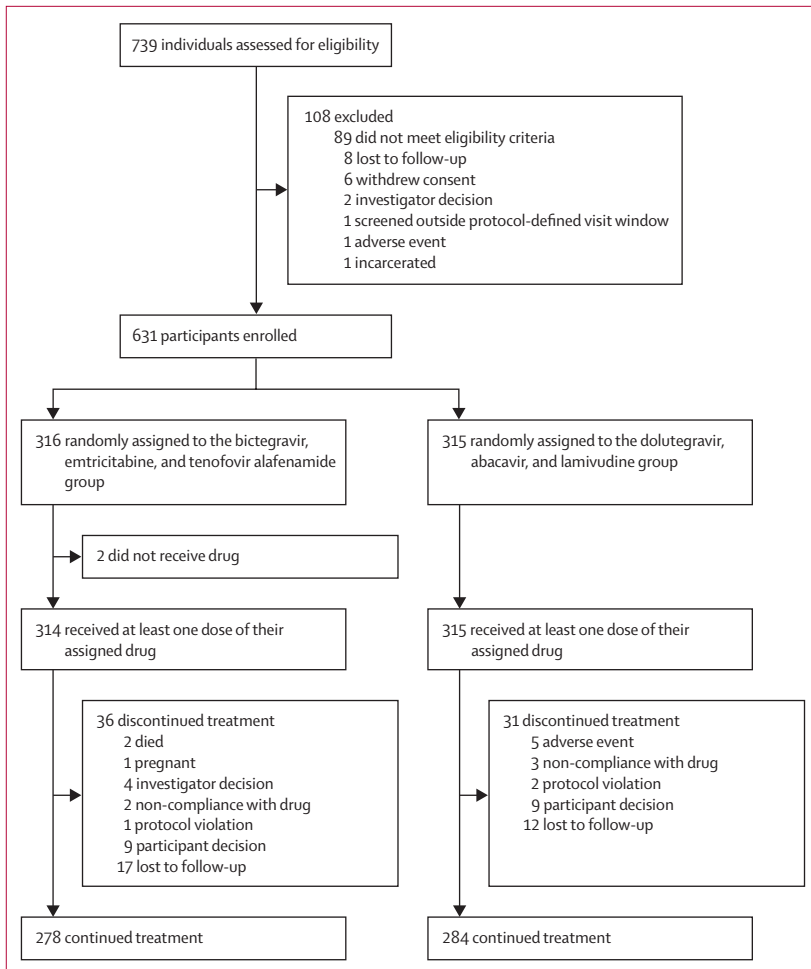 739 individuals assessed for eligibility
108 excluded
89 did not meet eligibility criteria
8 lost to follow-up
6 withdrew consent
2 investigator decision
1 screened outside protocol-defined visit window
1 adverse event
1 incarcerated
631 participants enrolled
316 randomly assigned to the bictegravir,
emtricitabine, and tenofovir alafenamide
group
315 randomly assigned to the dolutegravir,
abacavir, and lamivudine group
2 did not receive drug
314 received at least one dose of their
assigned drug
315 received at least one dose of their
assigned drug
36 discontinued treatment
2 died
1 pregnant
4 investigator decision
2 non-compliance with drug
1 protocol violation
9 participant decision
17 lost to follow-up
31 discontinued treatment
5 adverse event
3 non-compliance with drug
2 protocol violation
9 participant decision
12 lost to follow-up
278 continued treatment
284 continued treatment